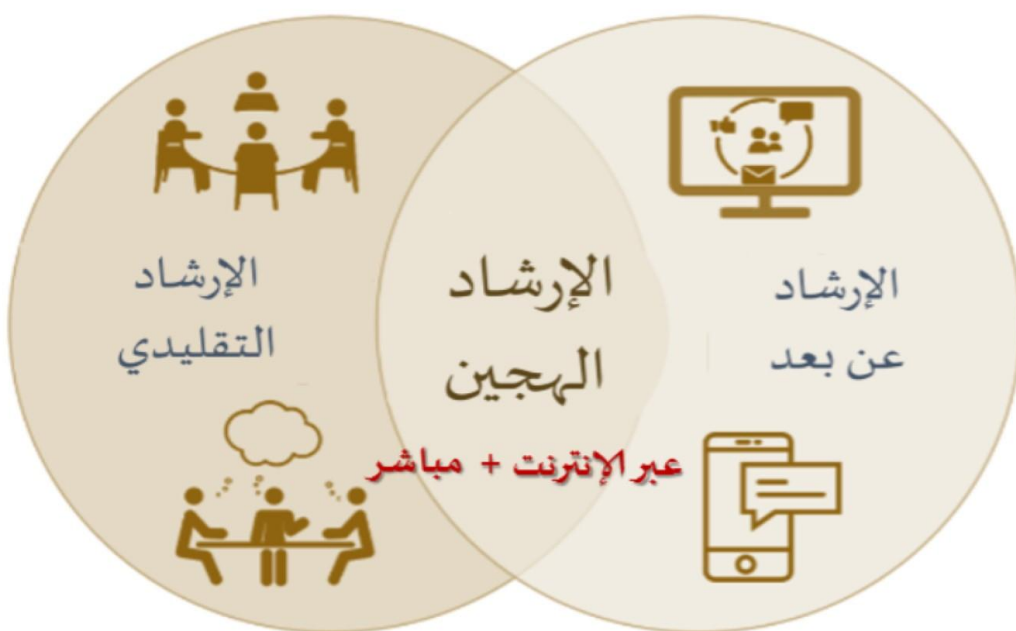 الإرشاد
عن بعد
الإرشاد
الهجين
عبر الإنترنت + مباشر
الإرشاد
التقليدي